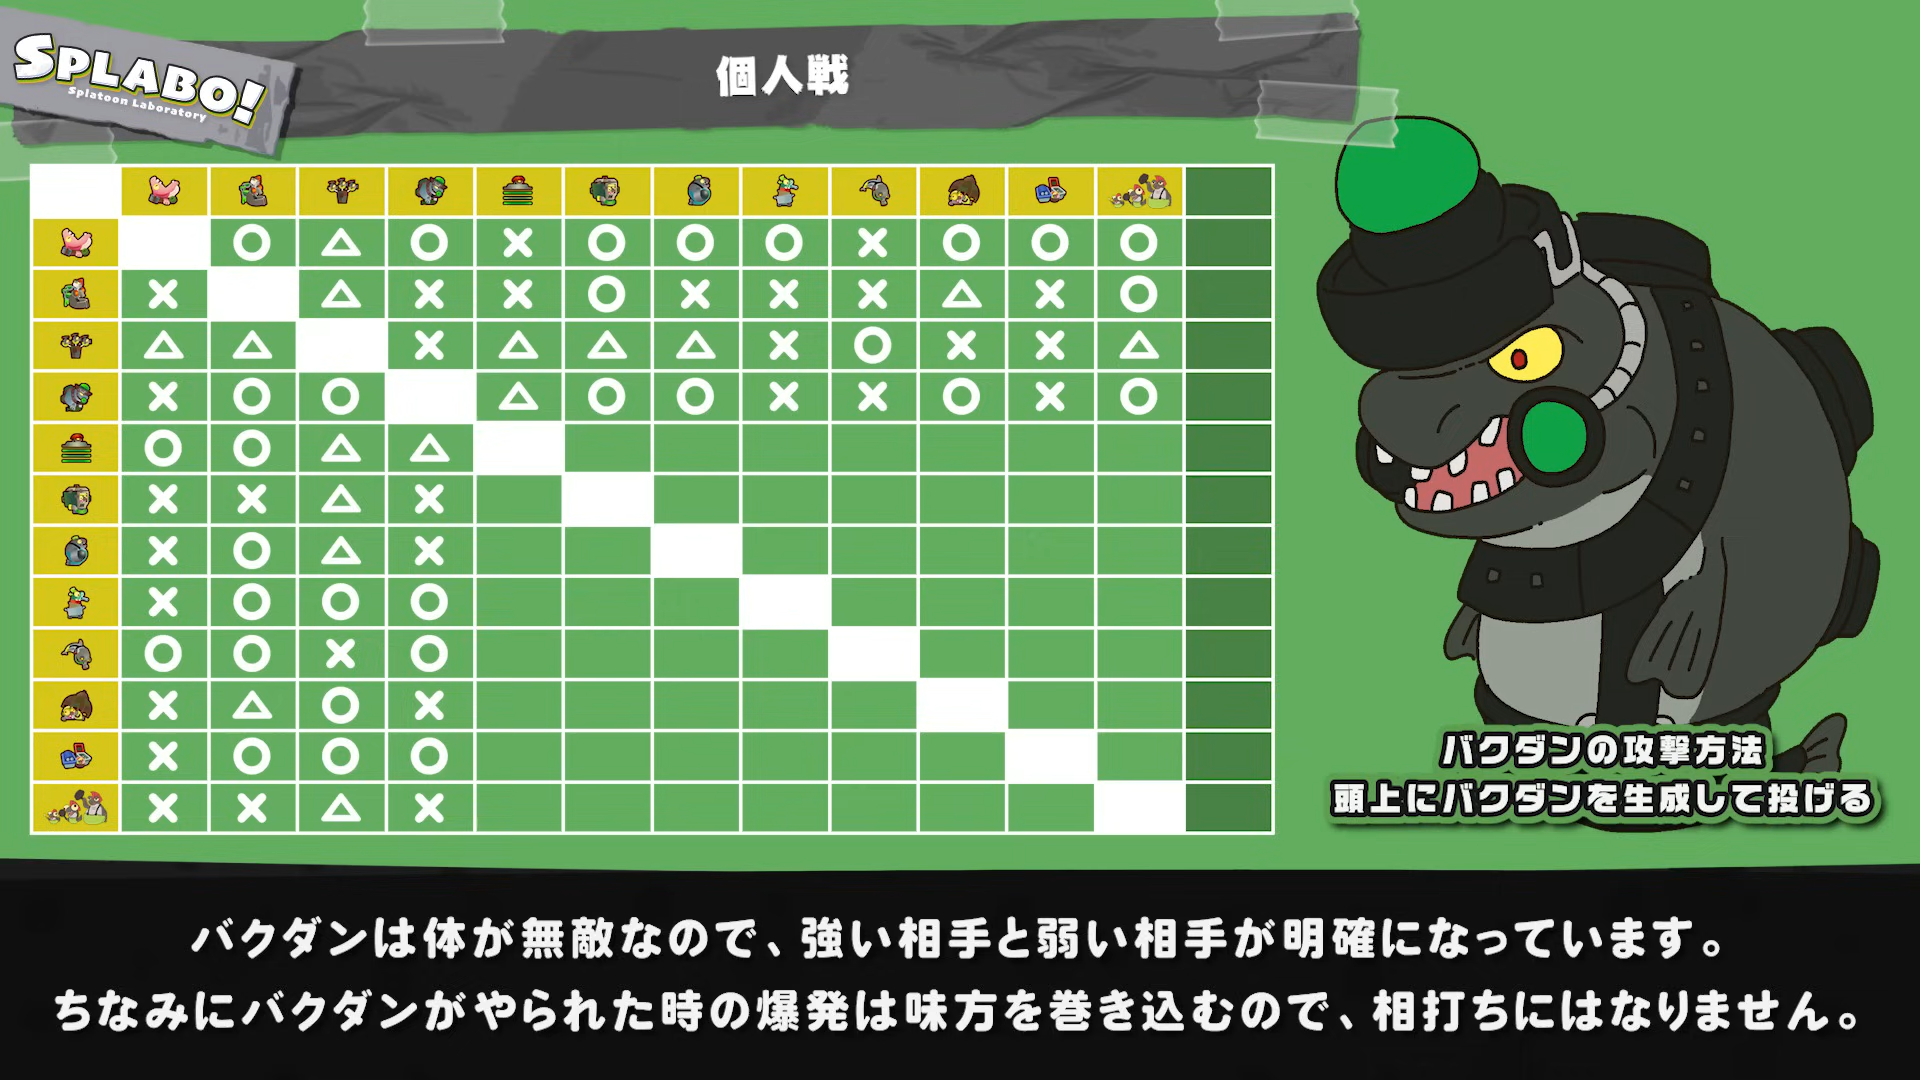 SPLABO!
Splatoon Laboratory
個人戦
○ △ ○ × ○ ○ ○ × ○ ○ ○
× △ × × ○ × × × △ × ○
△ △ × △ △ △ × ○ × × △
× ○ ○ △ ○ ○ × × ○ × ○
○ ○ △ △
× × △ ×
× ○ △ ×
× ○ ○ ○
○ ○ × ○
× △ ○ ×
× ○ ○ ○
× × △ ×
バクダンの攻撃方法
頭上にバクダンを生成して投げる
バクダンは体が無敵なので、強い相手と弱い相手が明確になっています。
ちなみにバクダンがやられた時の爆発は味方を巻き込むので、相打ちにはなりません。